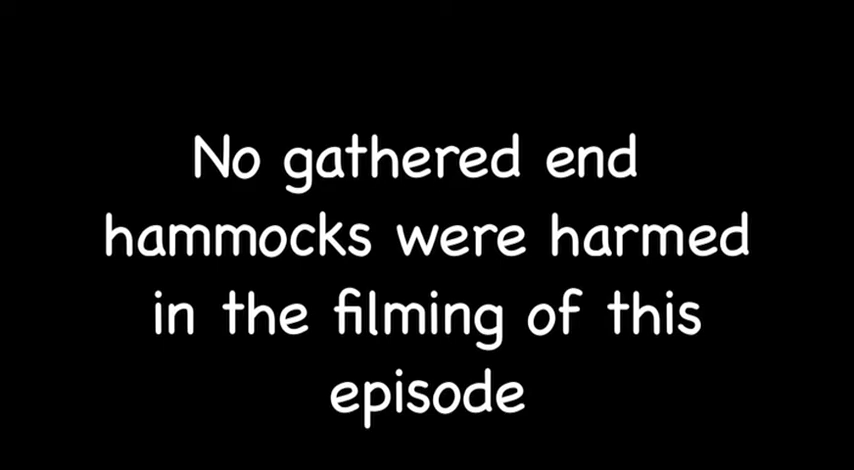 No gathered end
hammocks were harmed
in the filming of this
episode